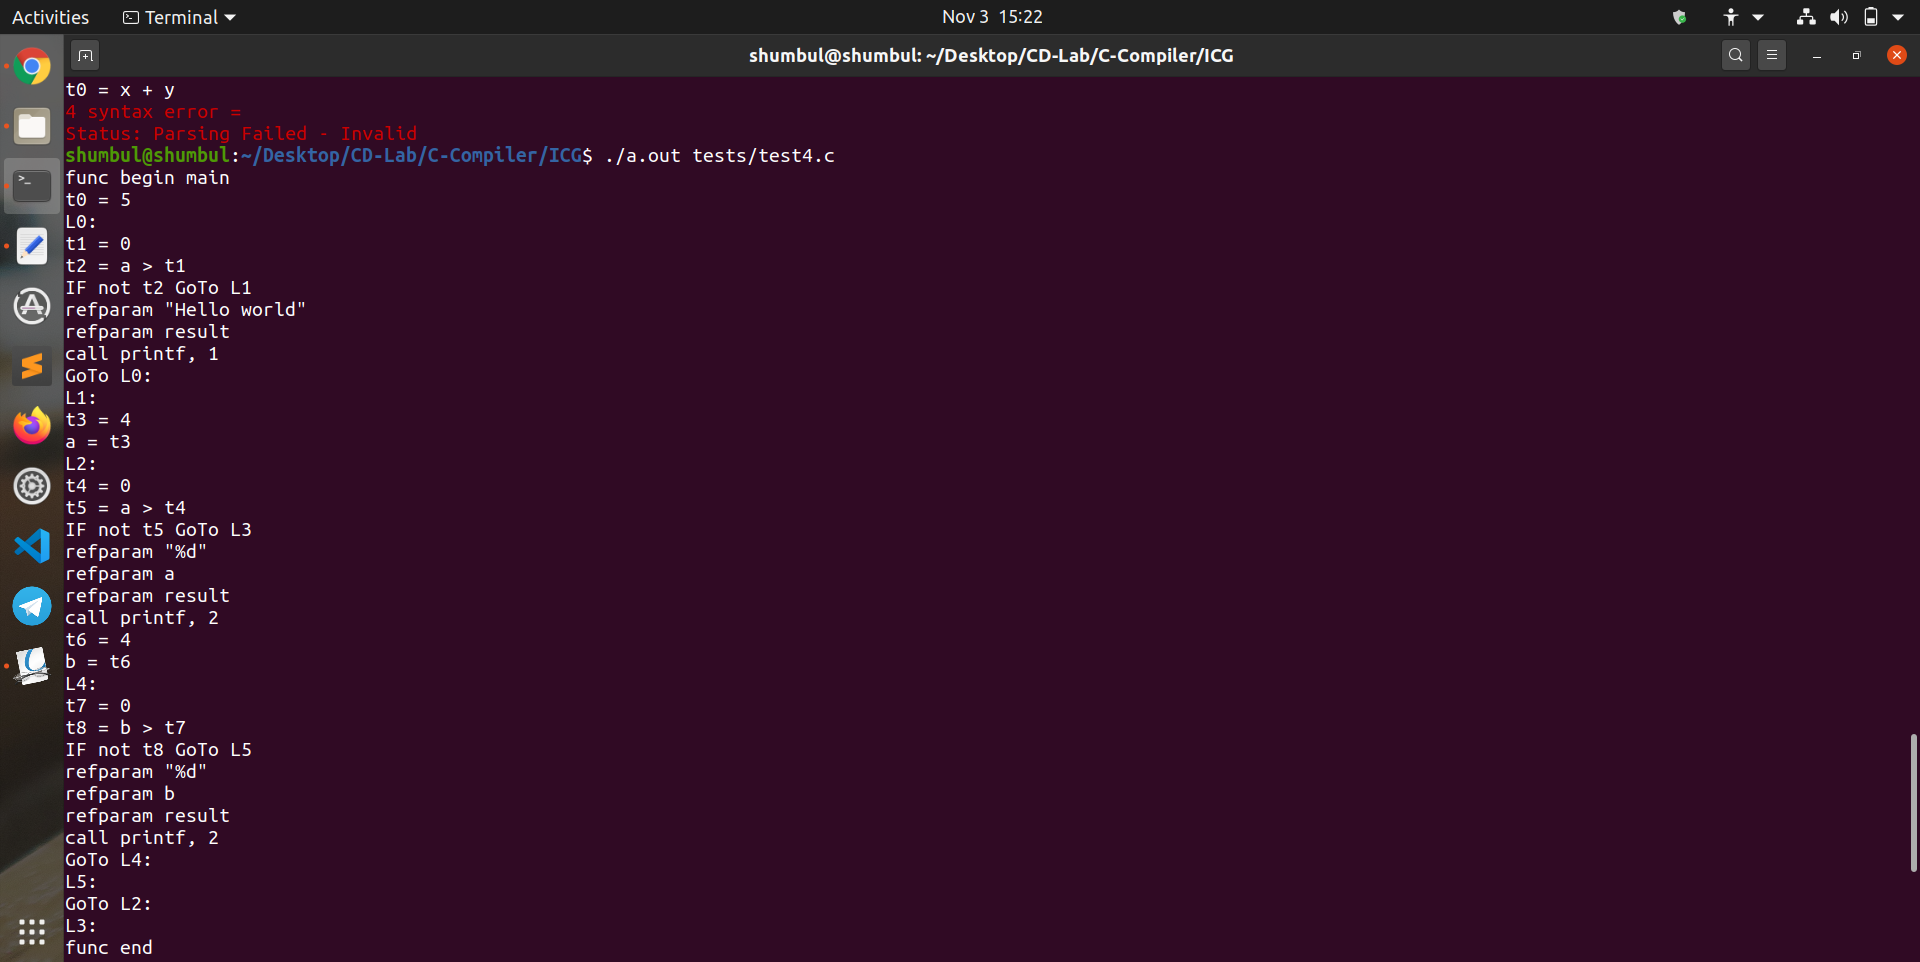 Activities Terminal Nov 3 15:22
shumbul@shumbul: ~/Desktop/CD-Lab/C-Compiler/ICG
t0 = x + y
4 syntax error =
Status: Parsing Failed - Invalid
shumbul@shumbul:~/Desktop/CD-Lab/C-Compiler/ICG$ ./a.out tests/test4.c
func begin main
t0 = 5
L0:
t1 = 0
t2 = a > t1
IF not t2 GoTo L1
refparam "Hello world"
refparam result
call printf, 1
GoTo L0:
L1:
t3 = 4
a = t3
L2:
t4 = 0
t5 = a > t4
IF not t5 GoTo L3
refparam "%d"
refparam a
refparam result
call printf, 2
t6 = 4
b = t6
L4:
t7 = 0
t8 = b > t7
IF not t8 GoTo L5
refparam "%d"
refparam b
refparam result
call printf, 2
GoTo L4:
L5:
GoTo L2:
L3:
func end